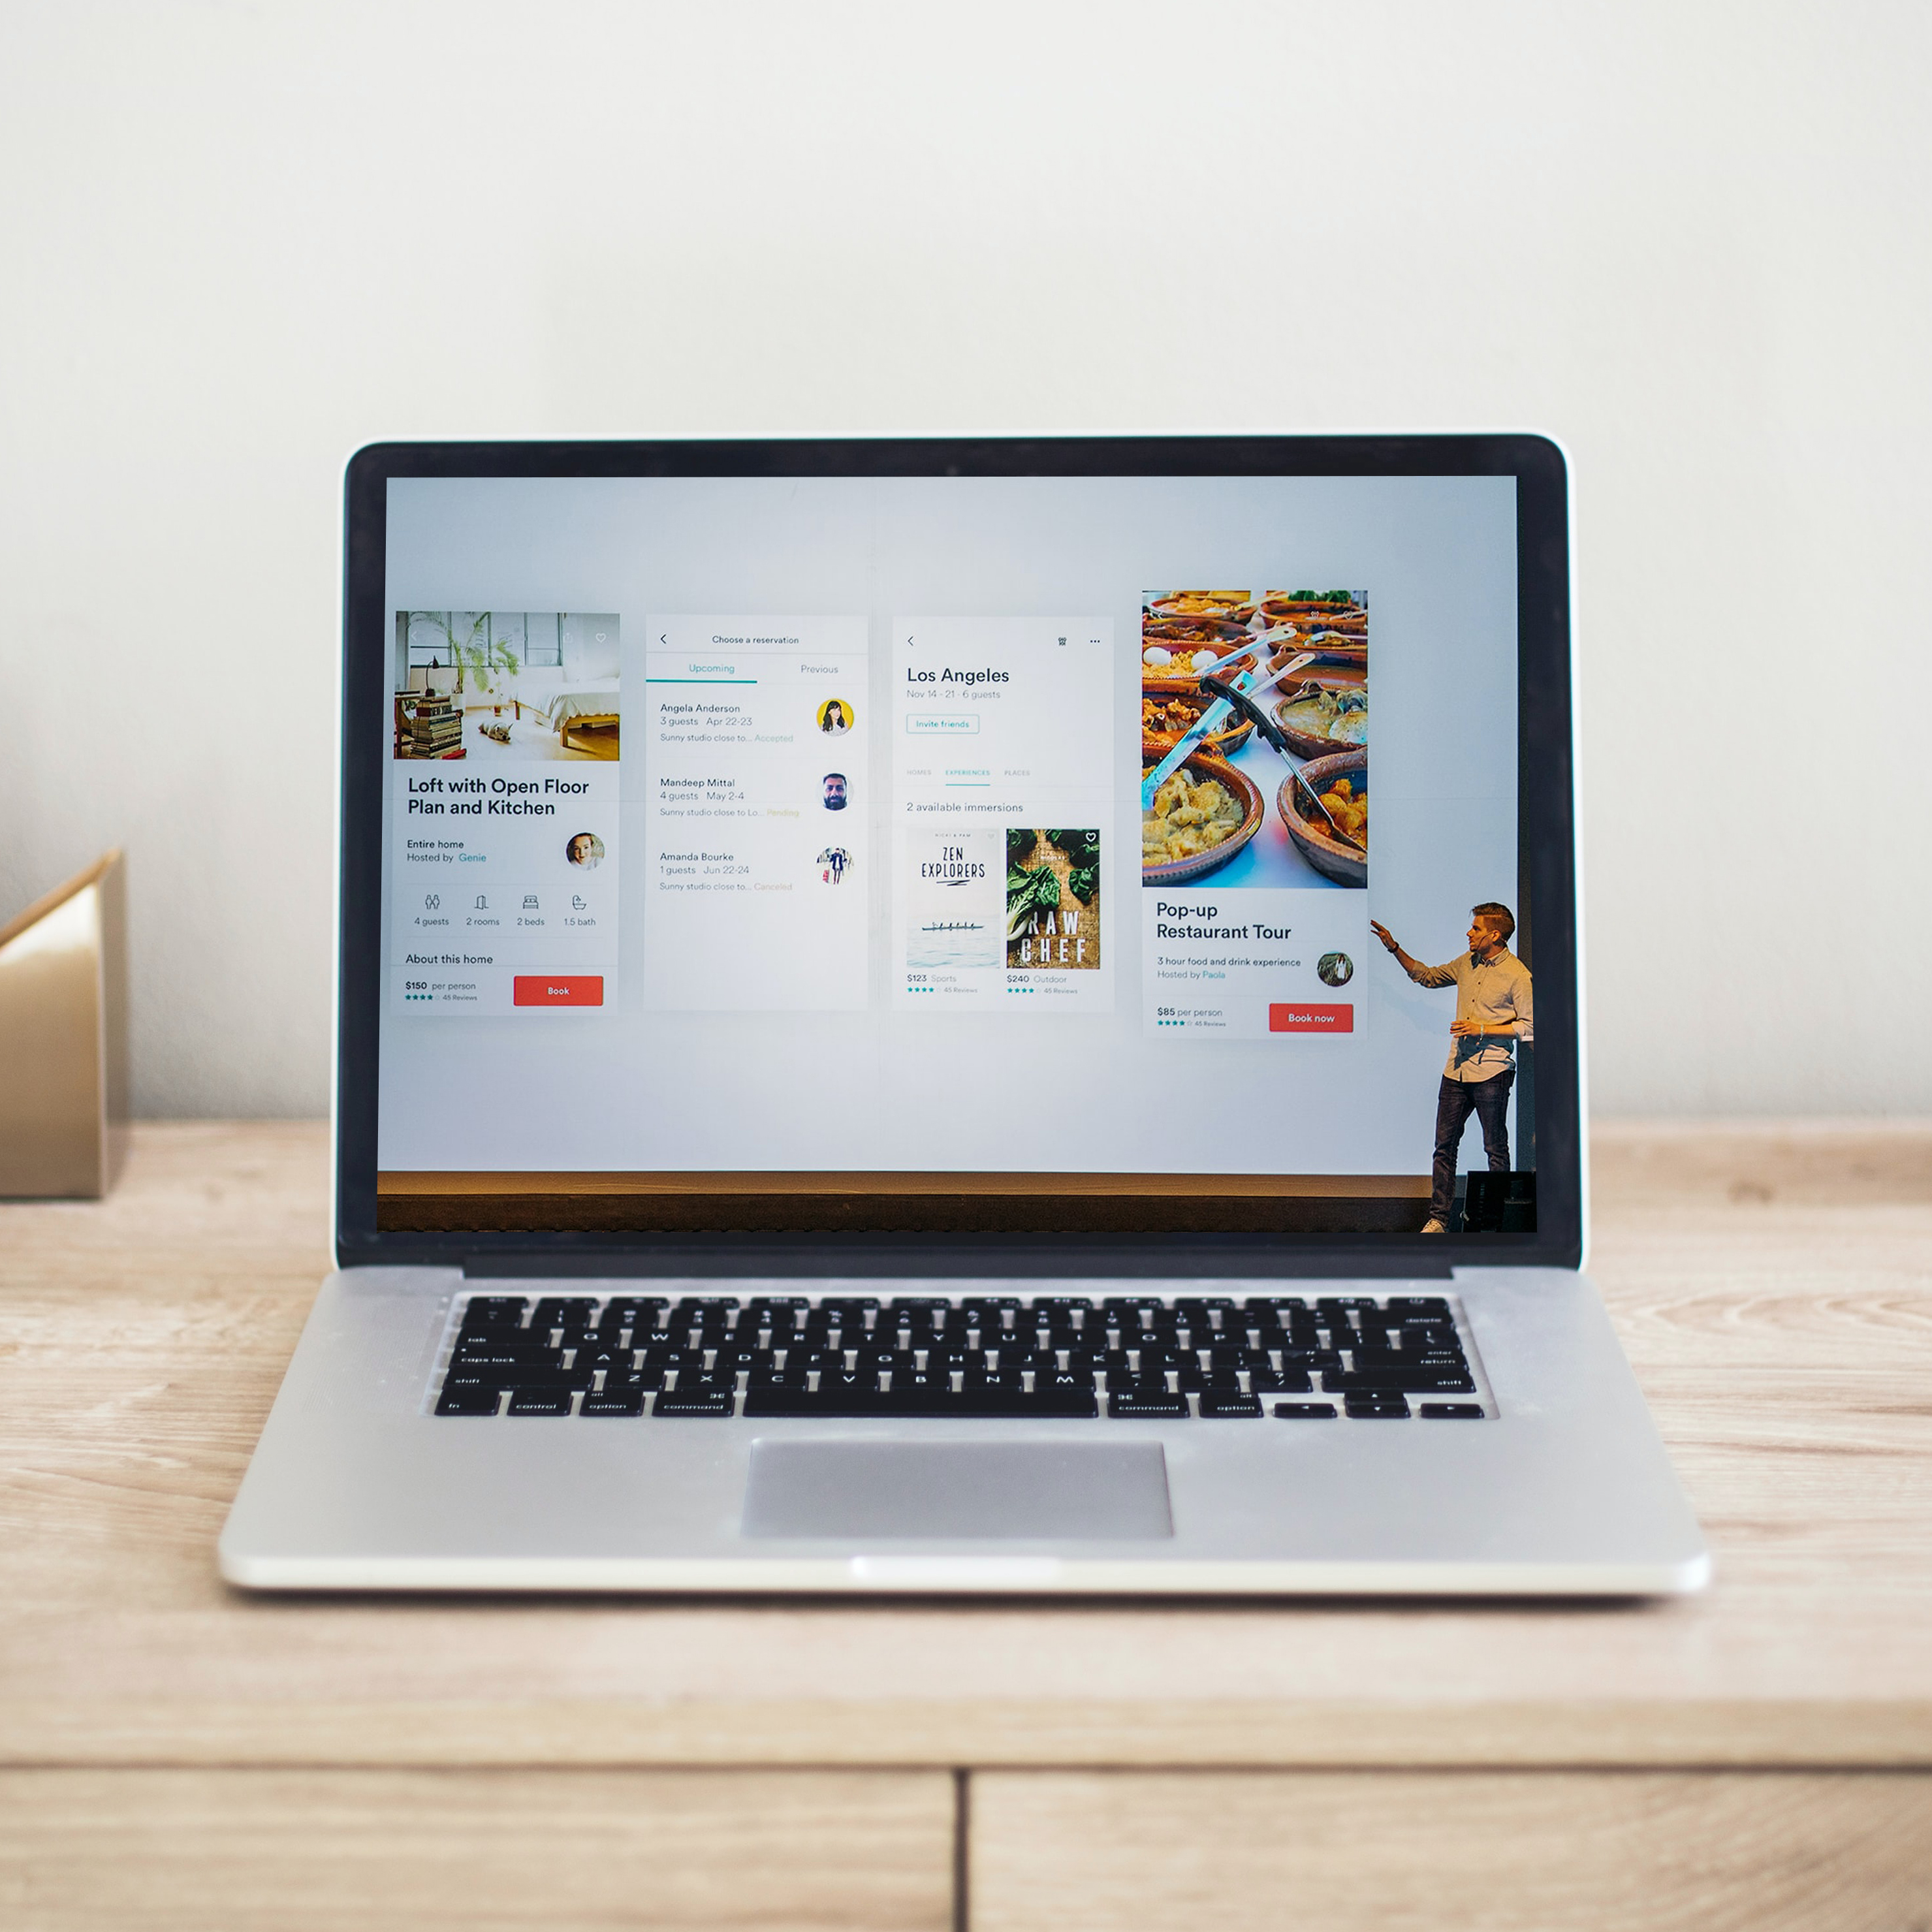 Loft with Open Floor
Plan and Kitchen
Entire home
Hosted by Genie
4 guests 2 rooms 2 beds 1.5 bath
About this home
$150 per person
45 Reviews
Book
Choose a reservation
Upcoming Previous
Angela Anderson
3 guests Apr 22-23
Sunny studio close to... Accepted
Mandeep Mittal
4 guests May 2-4
Sunny studio close to Lo... Pending
Amanda Bourke
1 guests Jun 22-24
Sunny studio close to... Canceled
Los Angeles
Nov 14 - 21 · 6 guests
Invite friends
HOMES EXPERIENCES PLACES
2 available immersions
ZEN
EXPLORERS
$123 Sports
45 Reviews
RAW
CHEF
$240 Outdoor
45 Reviews
Pop-up
Restaurant Tour
3 hour food and drink experience
Hosted by Paola
$85 per person
45 Reviews
Book now
delete
tab Q W E R T Y U I O P
caps lock A S D F G H J K L enter
return
shift Z X C V B N M shift
fn control alt
option ⌘
command ⌘
command alt
option